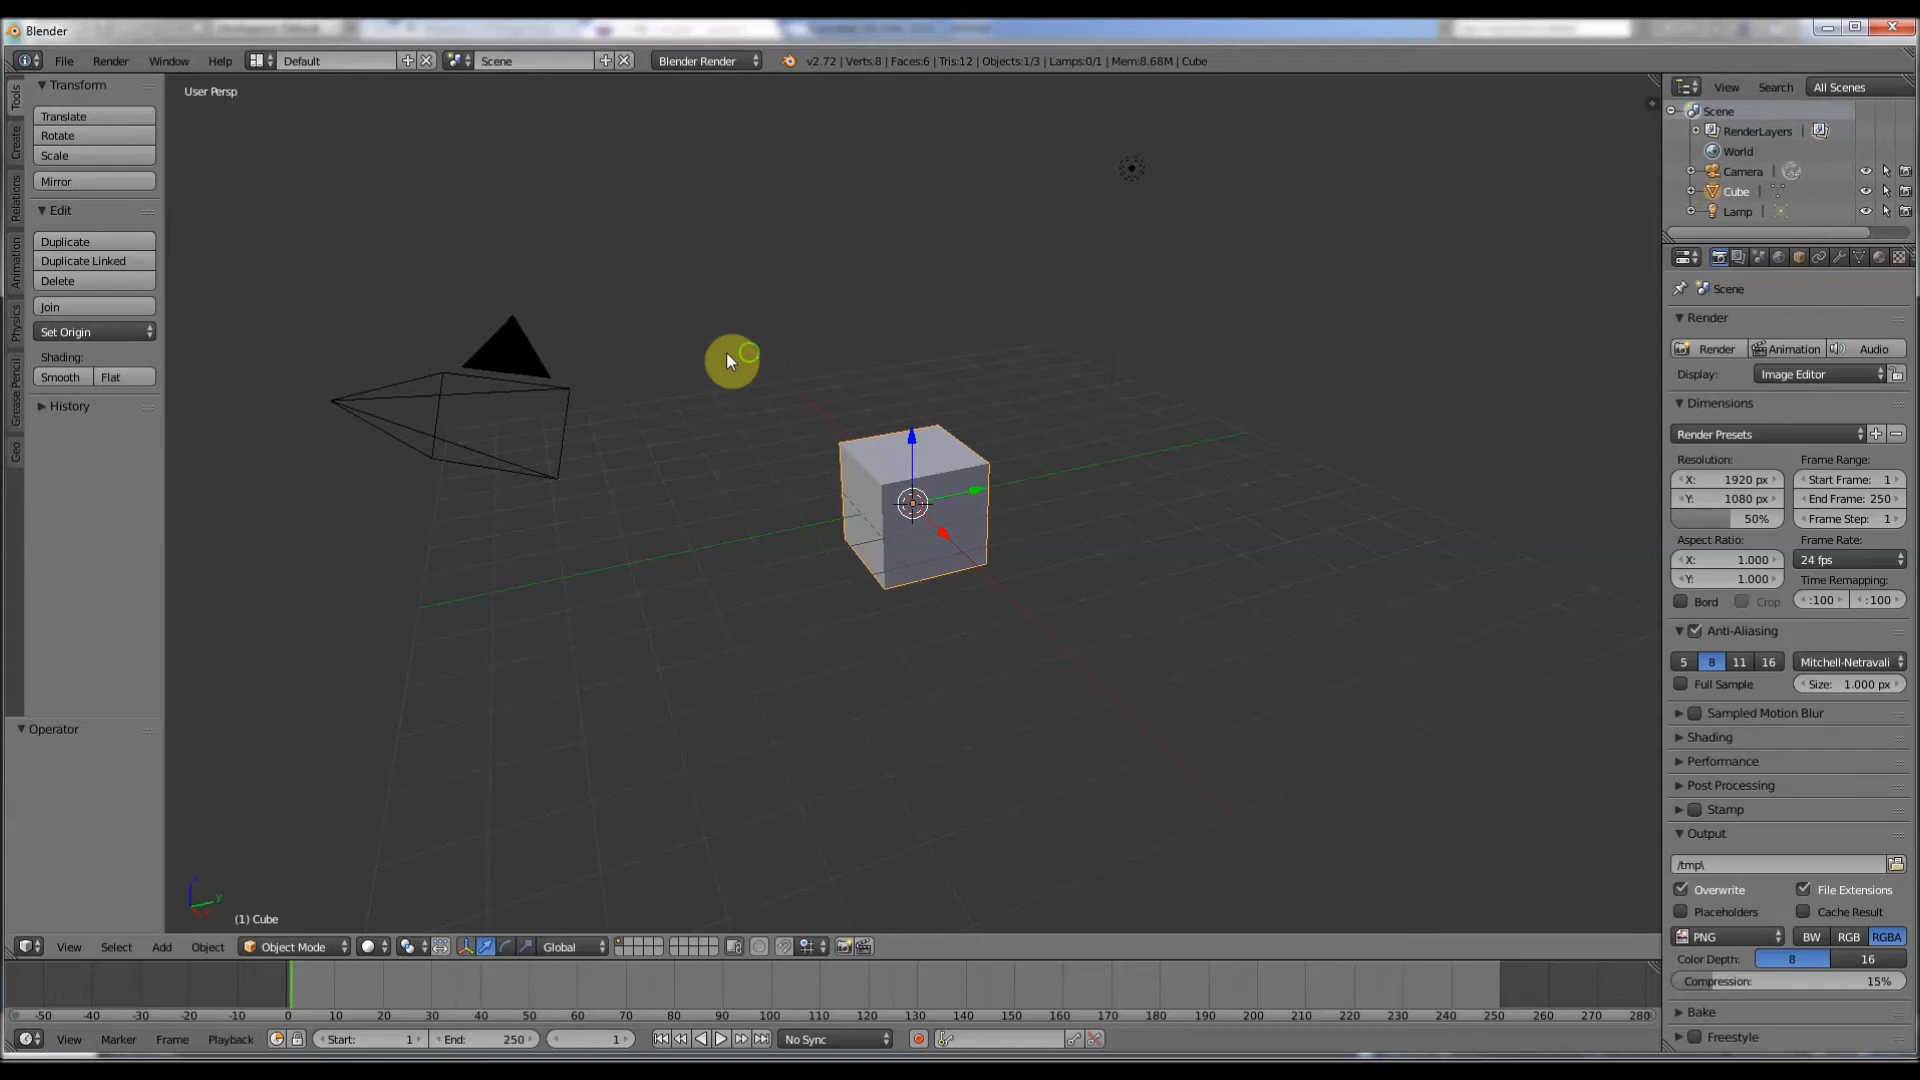 Blender
File Render Window Help Default Scene Blender Render v2.72 | Verts:8 | Faces:6 | Tris:12 | Objects:1/3 | Lamps:0/1 | Mem:8.68M | Cube
Transform
Translate
Rotate
Scale
Mirror
Edit
Duplicate
Duplicate Linked
Delete
Join
Set Origin
Shading:
Smooth Flat
History
Operator
Tools
Create
Relations
Animation
Physics
Grease Pencil
Geo
User Persp
(1) Cube
View Search All Scenes
Scene
RenderLayers
World
Camera
Cube
Lamp
Scene
Render
Render Animation Audio
Display: Image Editor
Dimensions
Render Presets
Resolution: Frame Range:
X: 1920 px Start Frame: 1
Y: 1080 px End Frame: 250
50% Frame Step: 1
Aspect Ratio: Frame Rate:
X: 1.000 24 fps
Y: 1.000 Time Remapping:
Bord Crop :100 :100
Anti-Aliasing
5 8 11 16 Mitchell-Netravali
Full Sample Size: 1.000 px
Sampled Motion Blur
Shading
Performance
Post Processing
Stamp
Output
/tmp\
Overwrite File Extensions
Placeholders Cache Result
PNG BW RGB RGBA
Color Depth: 8 16
Compression: 15%
Bake
Freestyle
View Select Add Object Object Mode Global
-50 -40 -30 -20 -10 0 10 20 30 40 50 60 70 80 90 100 110 120 130 140 150 160 170 180 190 200 210 220 230 240 250 260 270 280
View Marker Frame Playback Start: 1 End: 250 1 No Sync